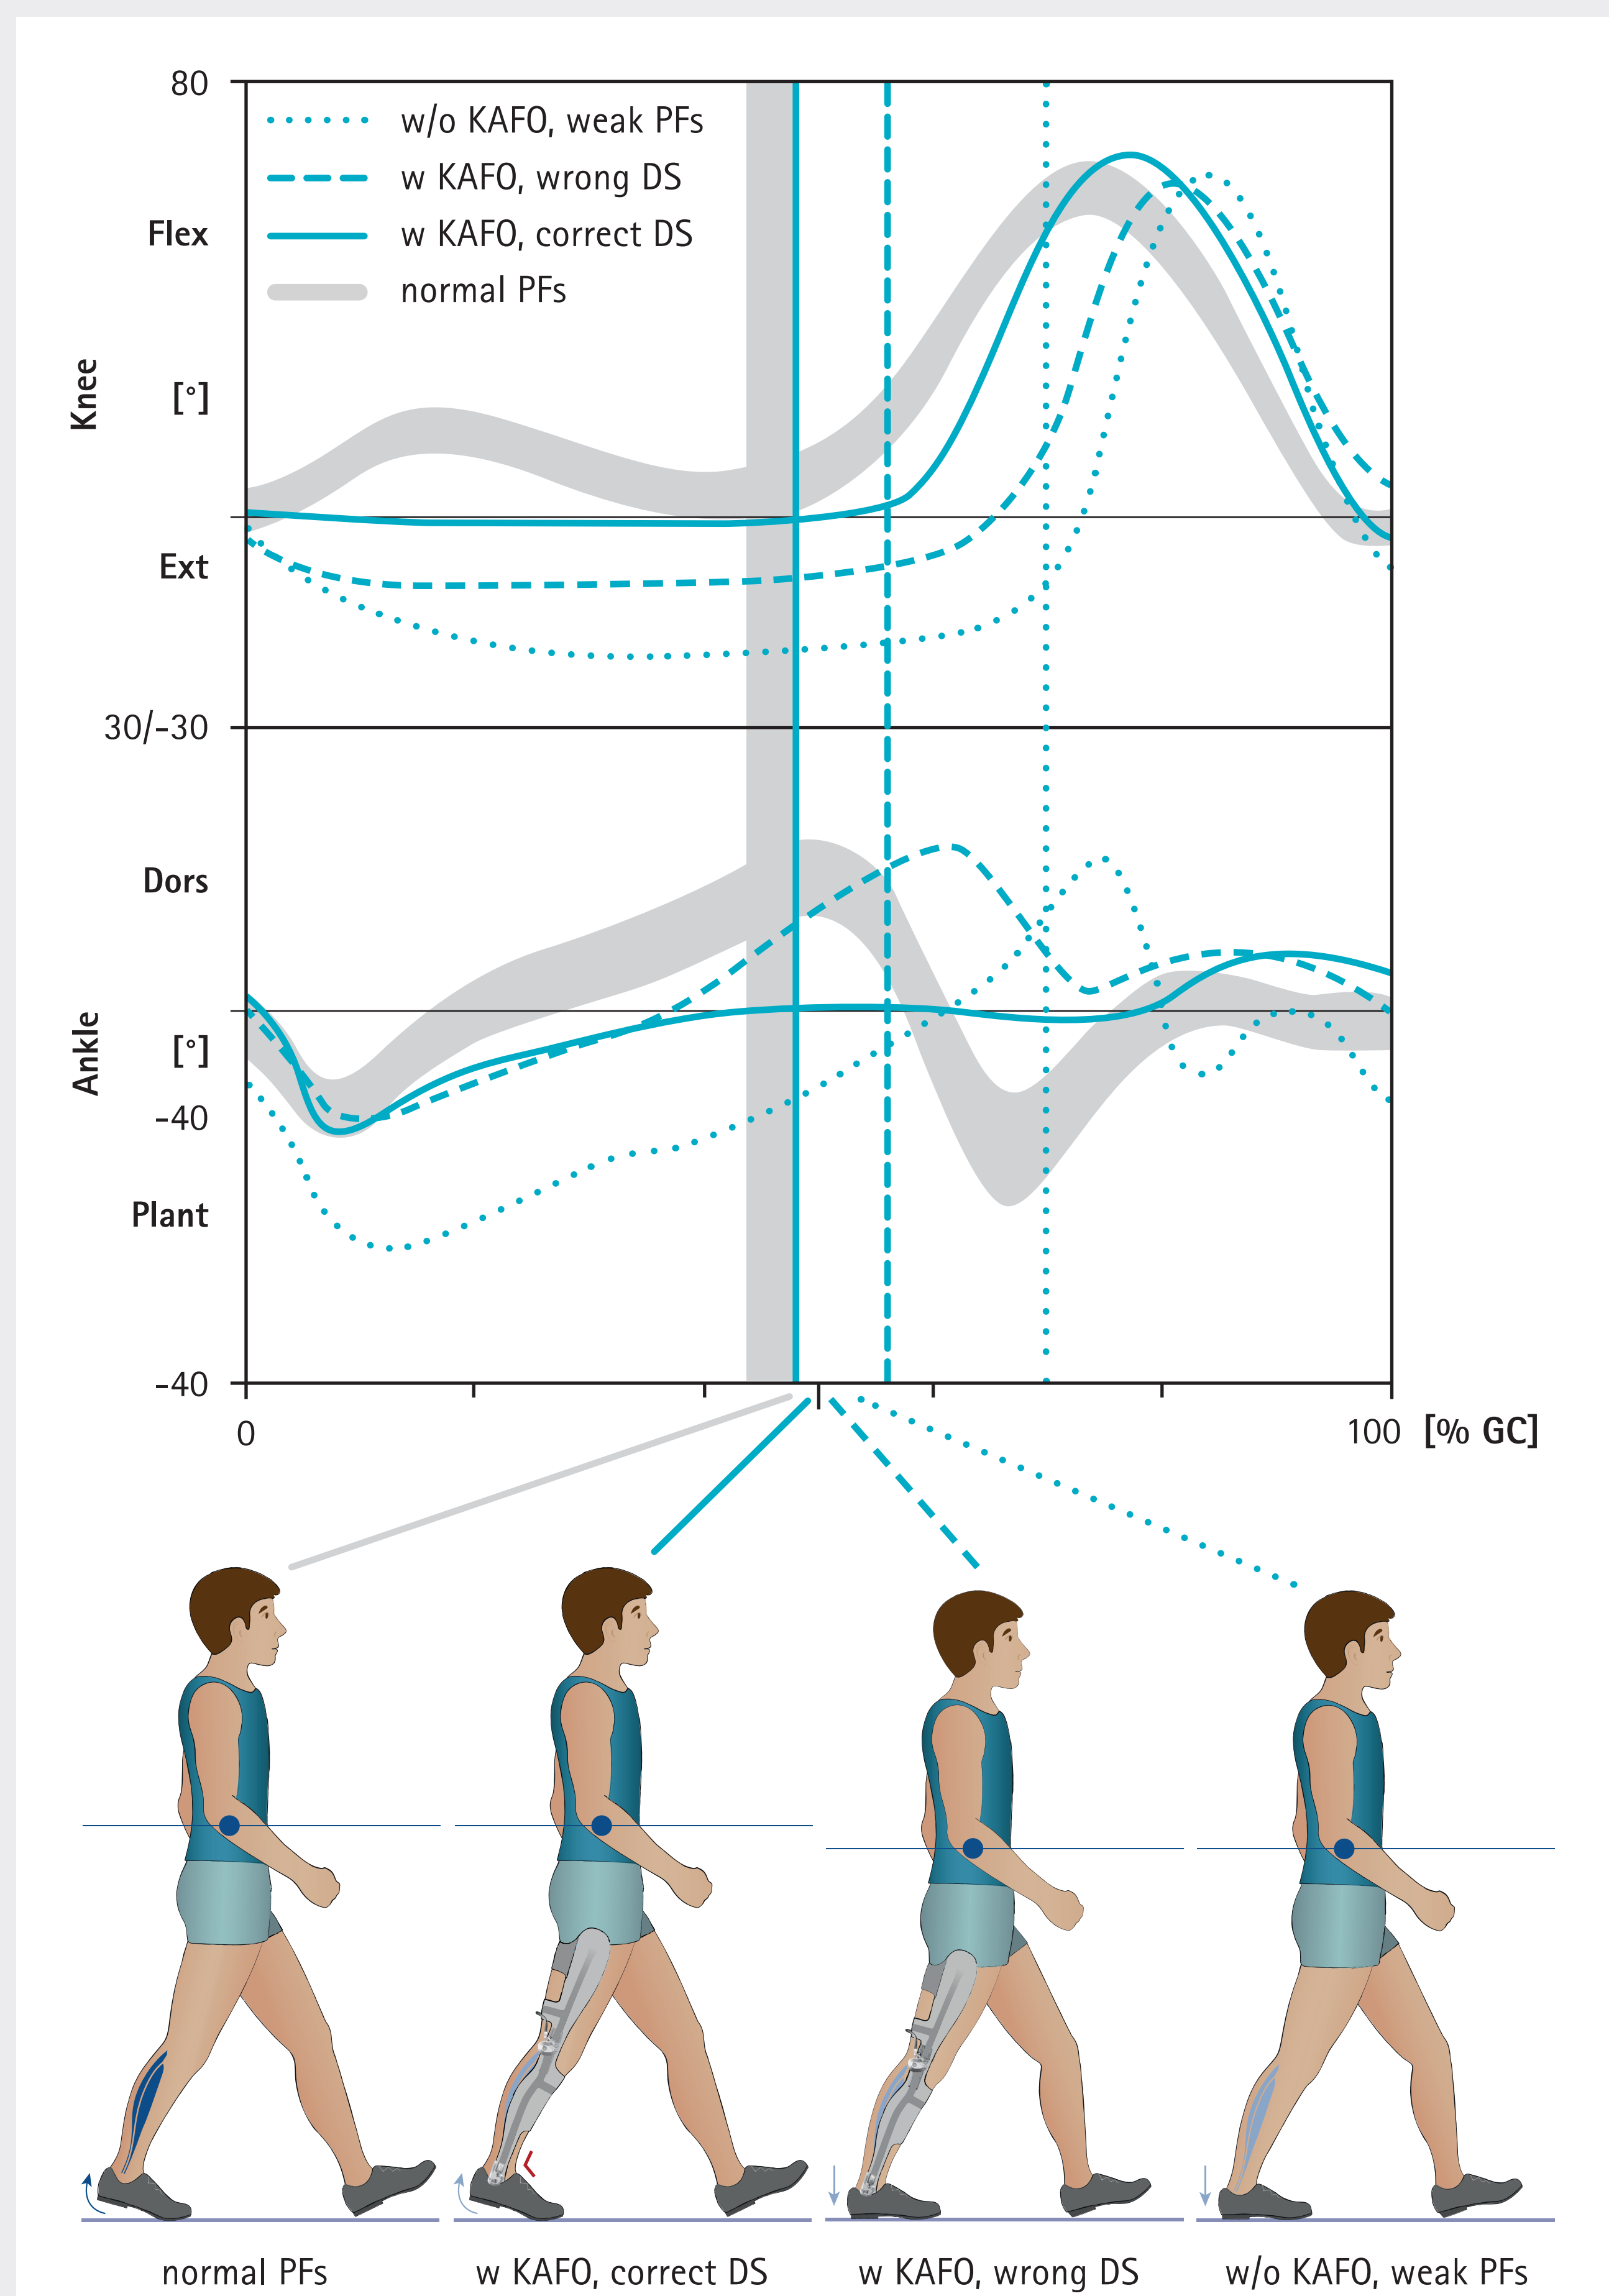 80
w/o KAFO, weak PFs
w KAFO, wrong DS
Flex
w KAFO, correct DS
normal PFs
Knee
[°]
Ext
30/-30
Dors
Ankle
[°]
-40
Plant
-40
0
100 [% GC]
normal PFs
w KAFO, correct DS
w KAFO, wrong DS
w/o KAFO, weak PFs